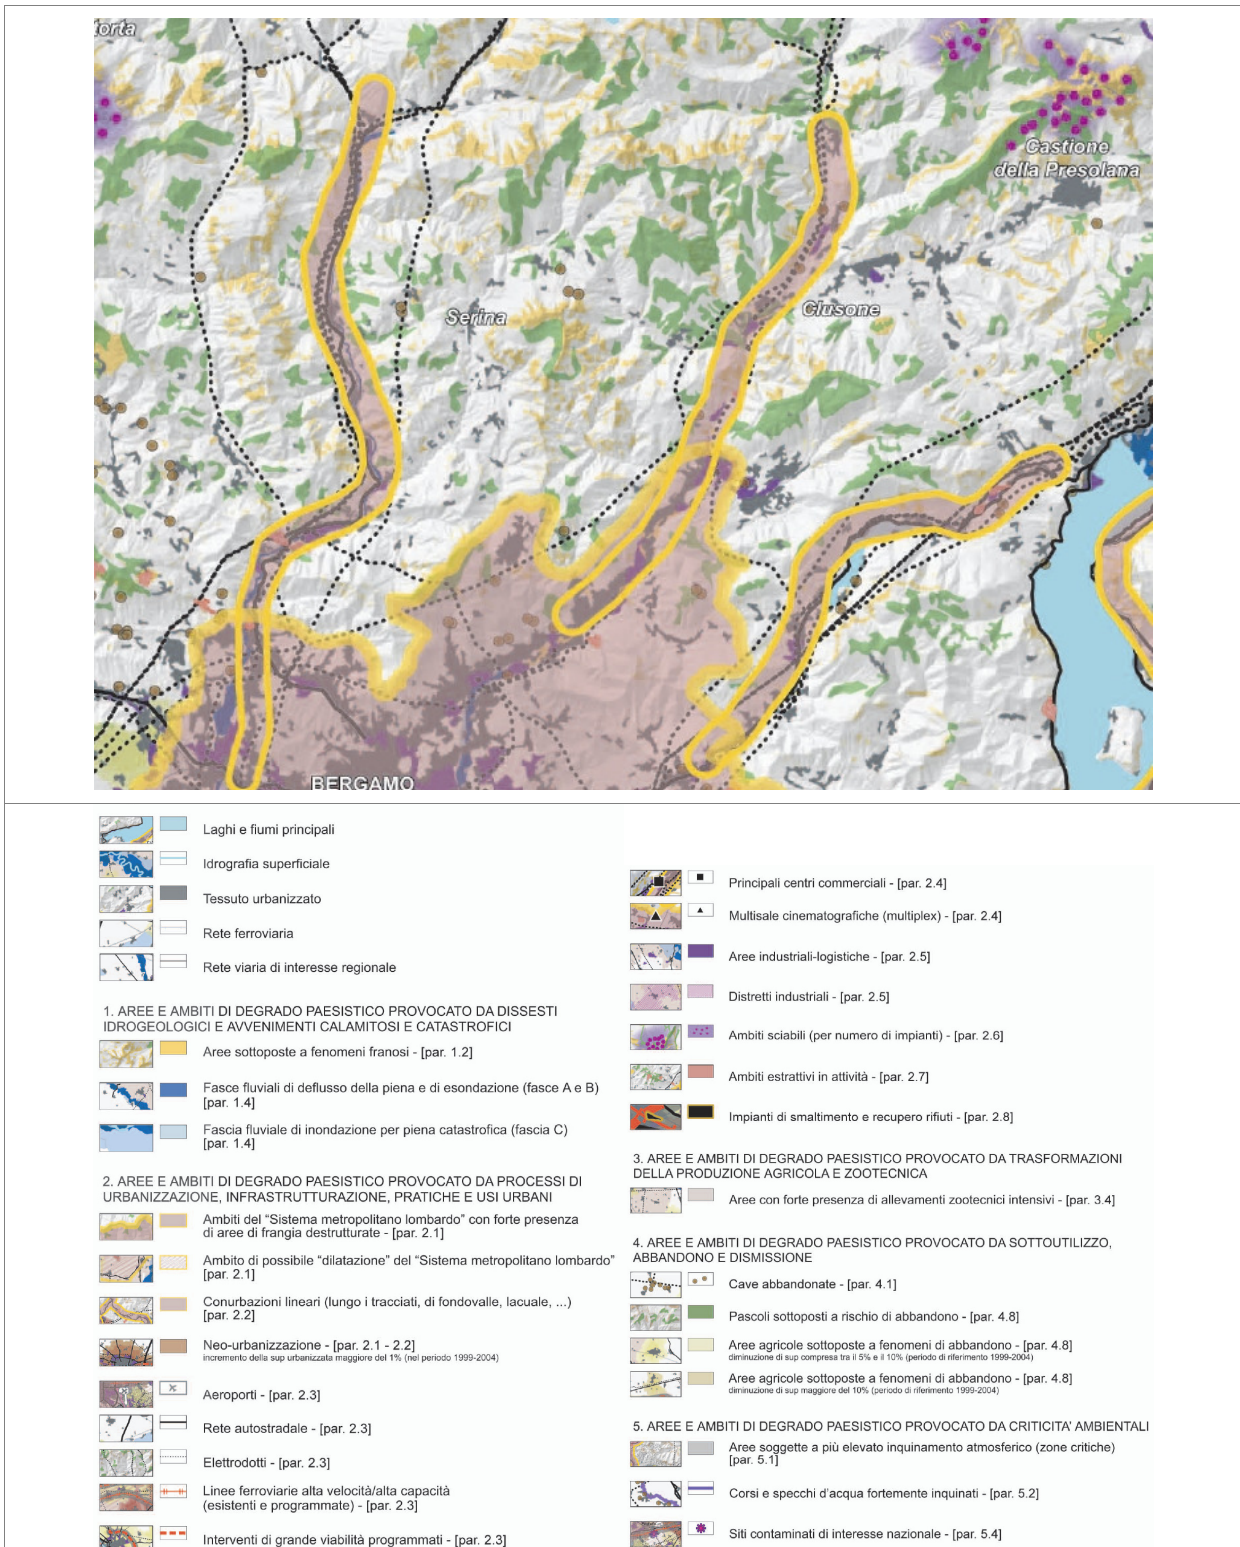 torta
Castione
della Presolana
Serina
Clusone
BERGAMO
Laghi e fiumi principali
Idrografia superficiale
Tessuto urbanizzato
Rete ferroviaria
Rete viaria di interesse regionale
1. AREE E AMBITI DI DEGRADO PAESISTICO PROVOCATO DA DISSESTI
IDROGEOLOGICI E AVVENIMENTI CALAMITOSI E CATASTROFICI
Aree sottoposte a fenomeni franosi - [par. 1.2]
Fasce fluviali di deflusso della piena e di esondazione (fasce A e B)
[par. 1.4]
Fascia fluviale di inondazione per piena catastrofica (fascia C)
[par. 1.4]
2. AREE E AMBITI DI DEGRADO PAESISTICO PROVOCATO DA PROCESSI DI
URBANIZZAZIONE, INFRASTRUTTURAZIONE, PRATICHE E USI URBANI
Ambiti del "Sistema metropolitano lombardo" con forte presenza
di aree di frangia destrutturate - [par. 2.1]
Ambito di possibile "dilatazione" del "Sistema metropolitano lombardo"
[par. 2.1]
Conurbazioni lineari (lungo i tracciati, di fondovalle, lacuale, ...)
[par. 2.2]
Neo-urbanizzazione - [par. 2.1 - 2.2]
incremento della sup urbanizzata maggiore del 1% (nel periodo 1999-2004)
Aeroporti - [par. 2.3]
Rete autostradale - [par. 2.3]
Elettrodotti - [par. 2.3]
Linee ferroviarie alta velocità/alta capacità
(esistenti e programmate) - [par. 2.3]
Interventi di grande viabilità programmati - [par. 2.3]
Principali centri commerciali - [par. 2.4]
Multisale cinematografiche (multiplex) - [par. 2.4]
Aree industriali-logistiche - [par. 2.5]
Distretti industriali - [par. 2.5]
Ambiti sciabili (per numero di impianti) - [par. 2.6]
Ambiti estrattivi in attività - [par. 2.7]
Impianti di smaltimento e recupero rifiuti - [par. 2.8]
3. AREE E AMBITI DI DEGRADO PAESISTICO PROVOCATO DA TRASFORMAZIONI
DELLA PRODUZIONE AGRICOLA E ZOOTECNICA
Aree con forte presenza di allevamenti zootecnici intensivi - [par. 3.4]
4. AREE E AMBITI DI DEGRADO PAESISTICO PROVOCATO DA SOTTOUTILIZZO,
ABBANDONO E DISMISSIONE
Cave abbandonate - [par. 4.1]
Pascoli sottoposti a rischio di abbandono - [par. 4.8]
Aree agricole sottoposte a fenomeni di abbandono - [par. 4.8]
diminuzione di sup compresa tra il 5% e il 10% (periodo di riferimento 1999-2004)
Aree agricole sottoposte a fenomeni di abbandono - [par. 4.8]
diminuzione di sup maggiore del 10% (periodo di riferimento 1999-2004)
5. AREE E AMBITI DI DEGRADO PAESISTICO PROVOCATO DA CRITICITA' AMBIENTALI
Aree soggette a più elevato inquinamento atmosferico (zone critiche)
[par. 5.1]
Corsi e specchi d'acqua fortemente inquinati - [par. 5.2]
Siti contaminati di interesse nazionale - [par. 5.4]